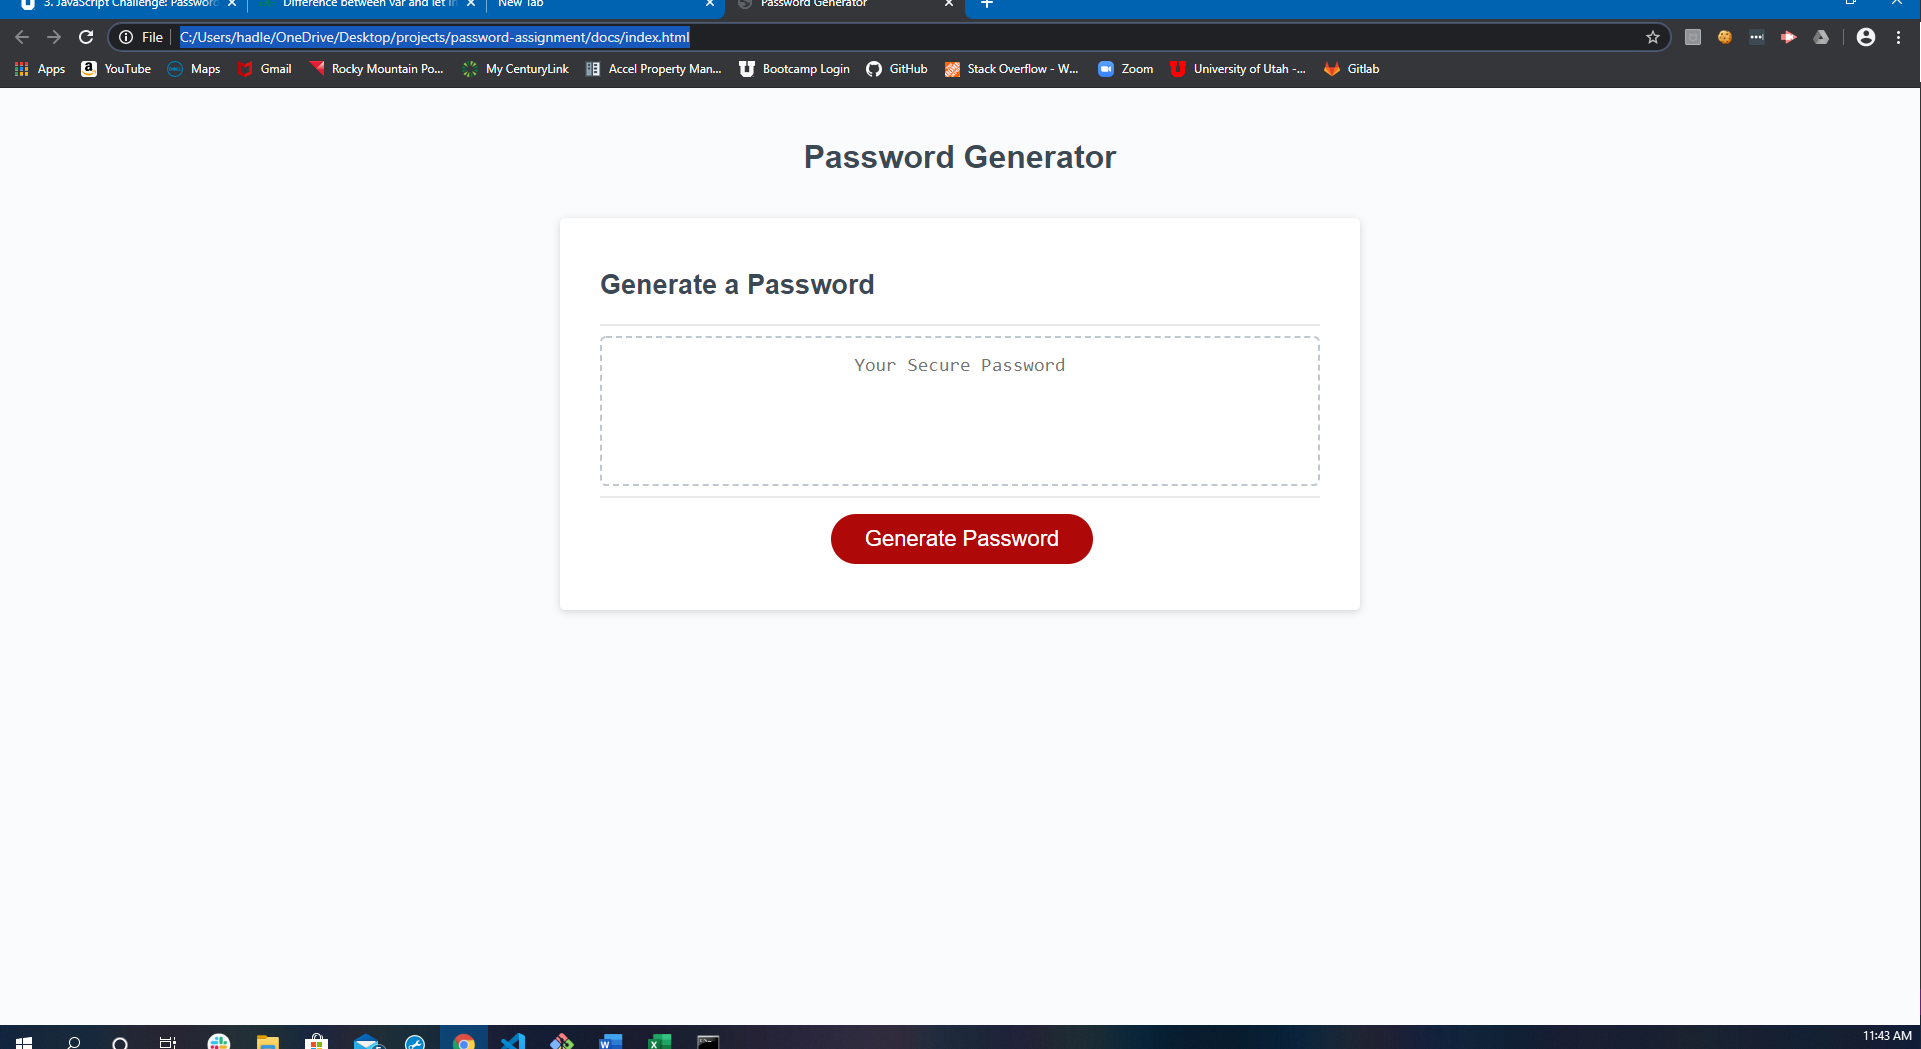 3. JavaScript Challenge: Password
Difference between var and let in
New Tab
Password Generator
File
C:/Users/hadle/OneDrive/Desktop/projects/password-assignment/docs/index.html
Apps
YouTube
Maps
Gmail
Rocky Mountain Po...
My CenturyLink
Accel Property Man...
Bootcamp Login
GitHub
Stack Overflow - W...
Zoom
University of Utah -...
Gitlab
Password Generator
Generate a Password
Your Secure Password
Generate Password
11:43 AM